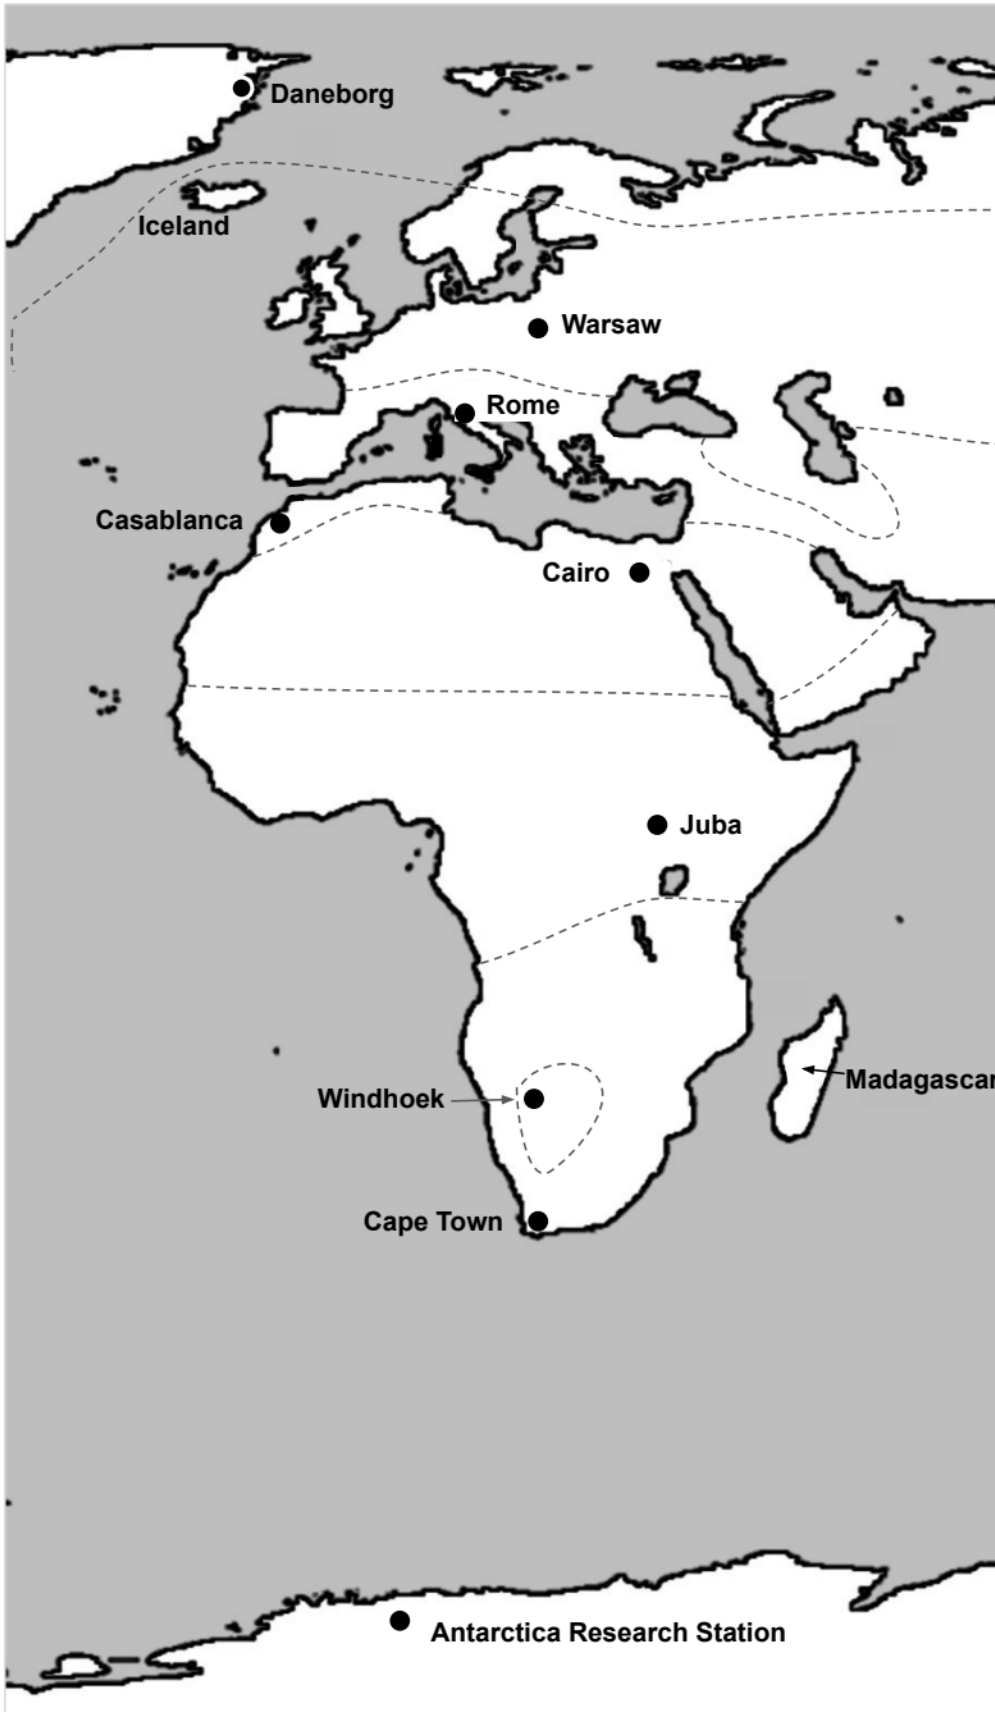 Daneborg
Iceland
Warsaw
Rome
Casablanca
Cairo
Juba
Madagascar
Windhoek
Cape Town
Antarctica Research Station